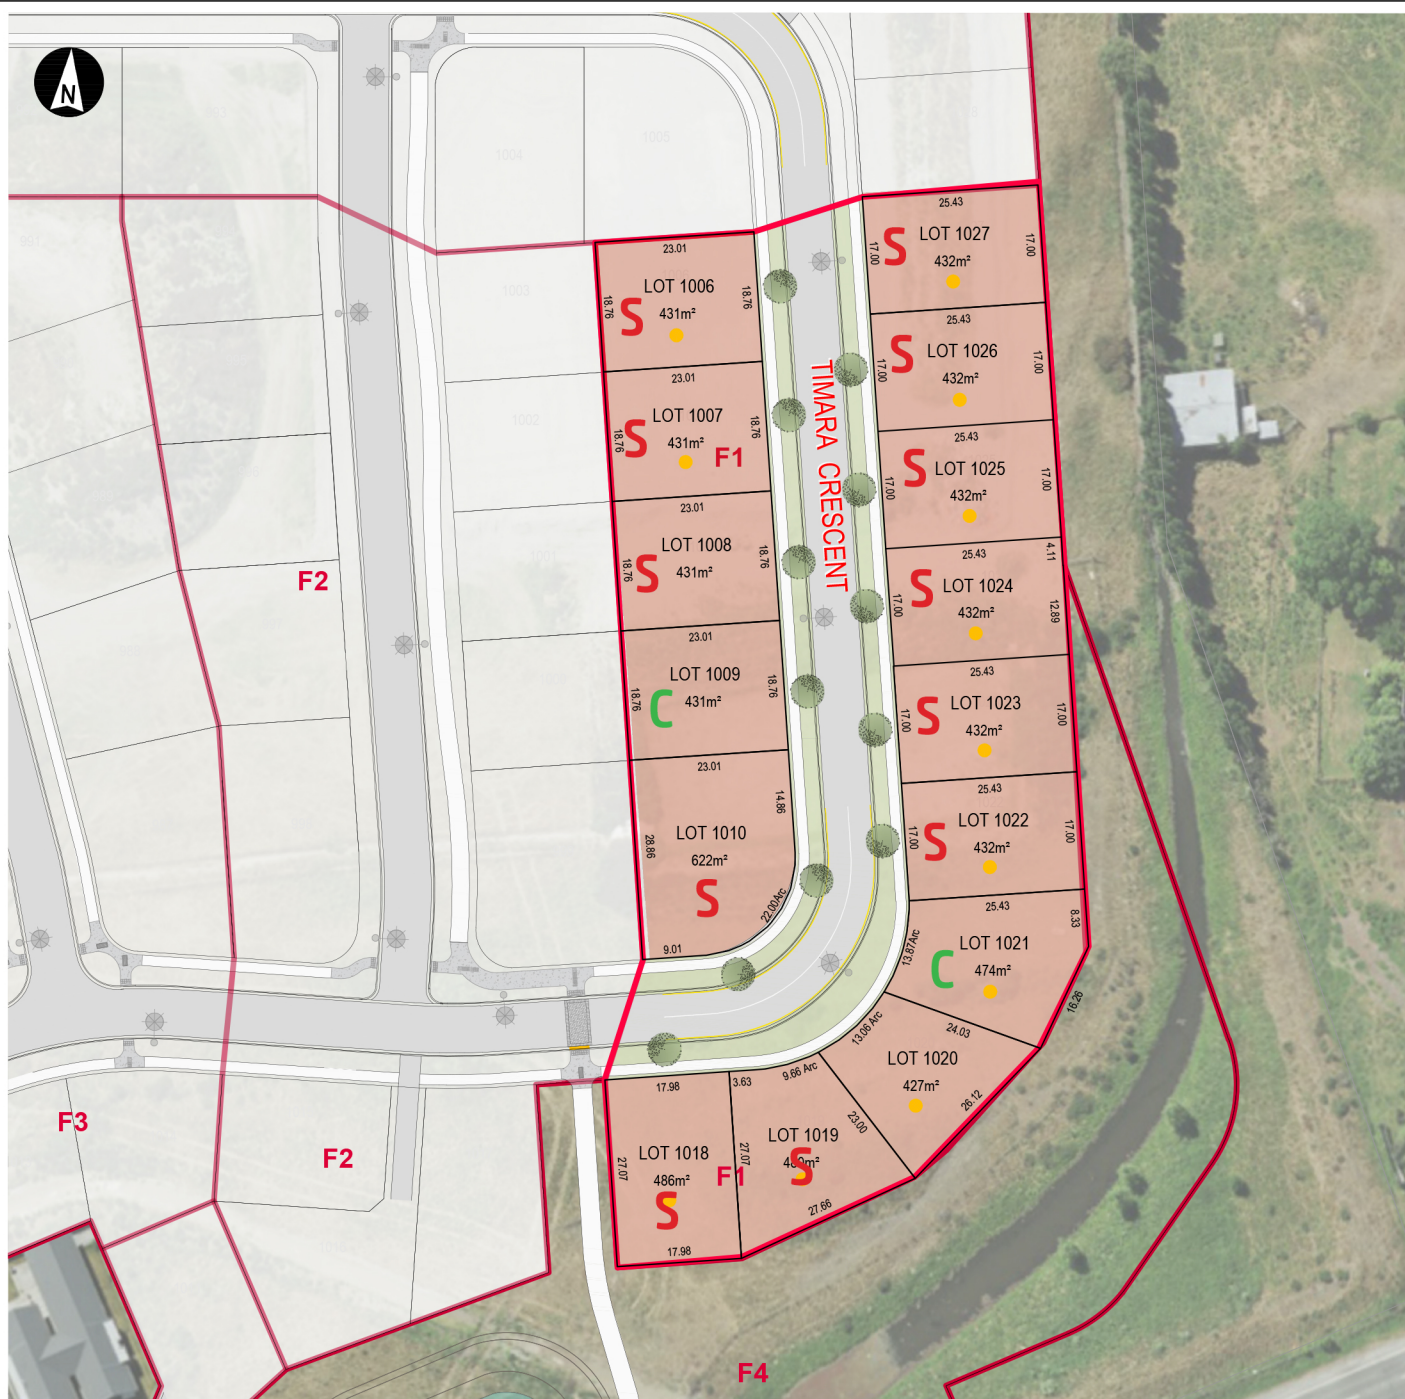 N
1004
1005
1003
1002
1001
F2
F3
F2
F1
F1
F4
TIMARA CRESCENT
23.01
LOT 1006
431m²
S
18.76
18.76
23.01
LOT 1007
431m²
S
18.76
18.76
23.01
LOT 1008
431m²
S
18.76
18.76
23.01
LOT 1009
431m²
C
18.76
18.76
23.01
LOT 1010
622m²
S
28.86
14.86
22.00Arc
9.01
25.43
LOT 1027
432m²
S
17.00
17.00
25.43
LOT 1026
432m²
S
17.00
17.00
25.43
LOT 1025
432m²
S
17.00
17.00
25.43
LOT 1024
432m²
S
17.00
4.11
12.89
25.43
LOT 1023
432m²
S
17.00
17.00
25.43
LOT 1022
432m²
S
17.00
17.00
25.43
LOT 1021
474m²
C
13.87Arc
8.33
16.26
24.03
LOT 1020
427m²
13.06 Arc
26.12
23.00
9.66 Arc
3.63
LOT 1019
S
27.07
27.66
17.98
LOT 1018
486m²
S
27.07
17.98